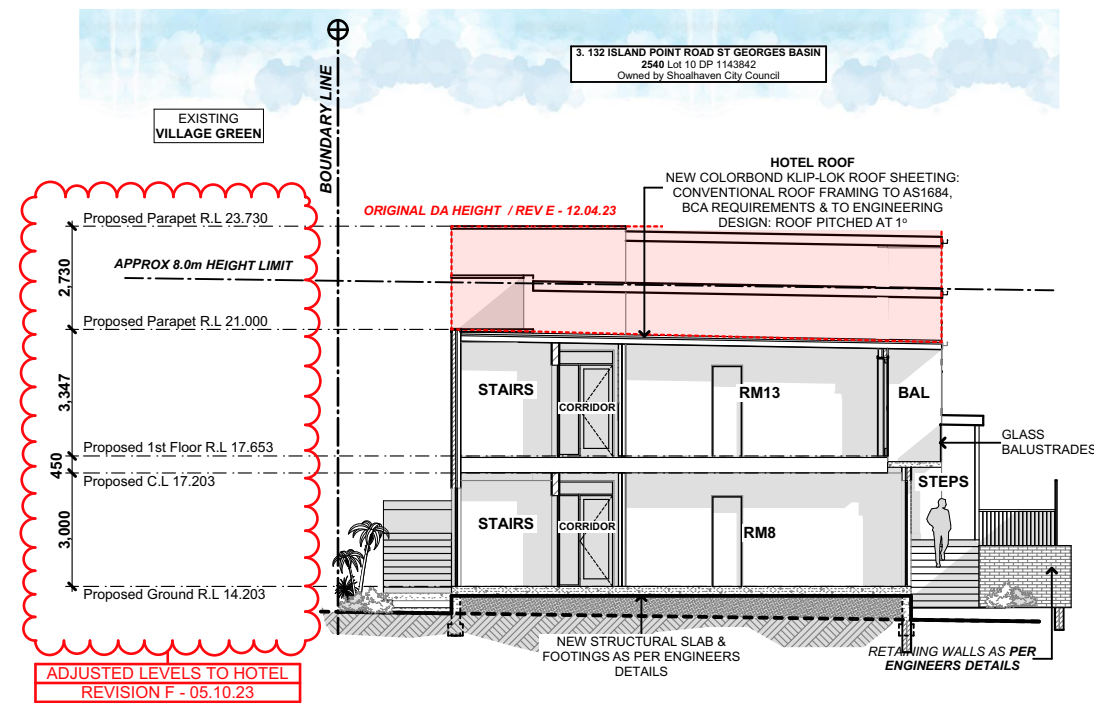 3. 132 ISLAND POINT ROAD ST GEORGES BASIN
2540 Lot 10 DP 1143842
Owned by Shoalhaven City Council
EXISTING
VILLAGE GREEN
BOUNDARY LINE
HOTEL ROOF
NEW COLORBOND KLIP-LOK ROOF SHEETING:
CONVENTIONAL ROOF FRAMING TO AS1684,
BCA REQUIREMENTS & TO ENGINEERING
DESIGN: ROOF PITCHED AT 1º
ORIGINAL DA HEIGHT / REV E - 12.04.23
Proposed Parapet R.L 23.730
APPROX 8.0m HEIGHT LIMIT
2,730
Proposed Parapet R.L 21.000
3,347
Proposed 1st Floor R.L 17.653
450
Proposed C.L 17.203
3,000
Proposed Ground R.L 14.203
STAIRS
CORRIDOR
RM13
BAL
GLASS
BALUSTRADES
STEPS
STAIRS
CORRIDOR
RM8
NEW STRUCTURAL SLAB &
FOOTINGS AS PER ENGINEERS
DETAILS
RETAINING WALLS AS PER
ENGINEERS DETAILS
ADJUSTED LEVELS TO HOTEL
REVISION F - 05.10.23